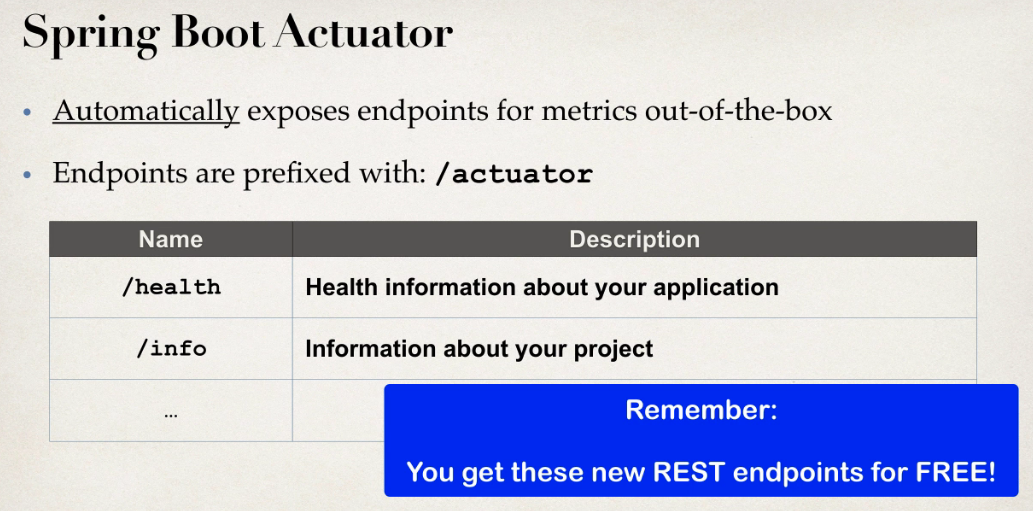 Spring Boot Actuator
• Automatically exposes endpoints for metrics out-of-the-box
• Endpoints are prefixed with: /actuator
Name Description
/health Health information about your application
/info Information about your project
...
Remember:
You get these new REST endpoints for FREE!